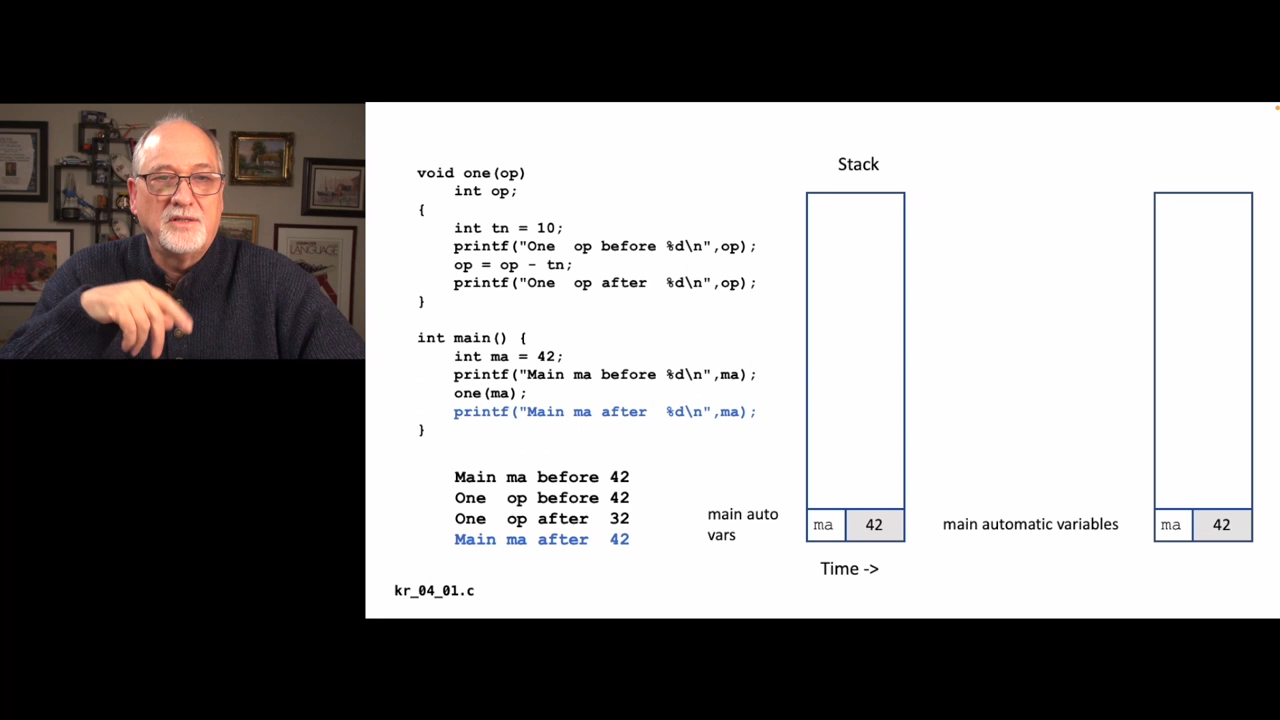 LANGUAGE
void one(op)
    int op;
{
    int tn = 10;
    printf("One  op before %d\n",op);
    op = op - tn;
    printf("One  op after  %d\n",op);
}
int main() {
    int ma = 42;
    printf("Main ma before %d\n",ma);
    one(ma);
    printf("Main ma after  %d\n",ma);
}
Main ma before 42
One  op before 42
One  op after  32
Main ma after  42
kr_04_01.c
Stack
main auto
vars
ma 42
Time ->
main automatic variables
ma 42